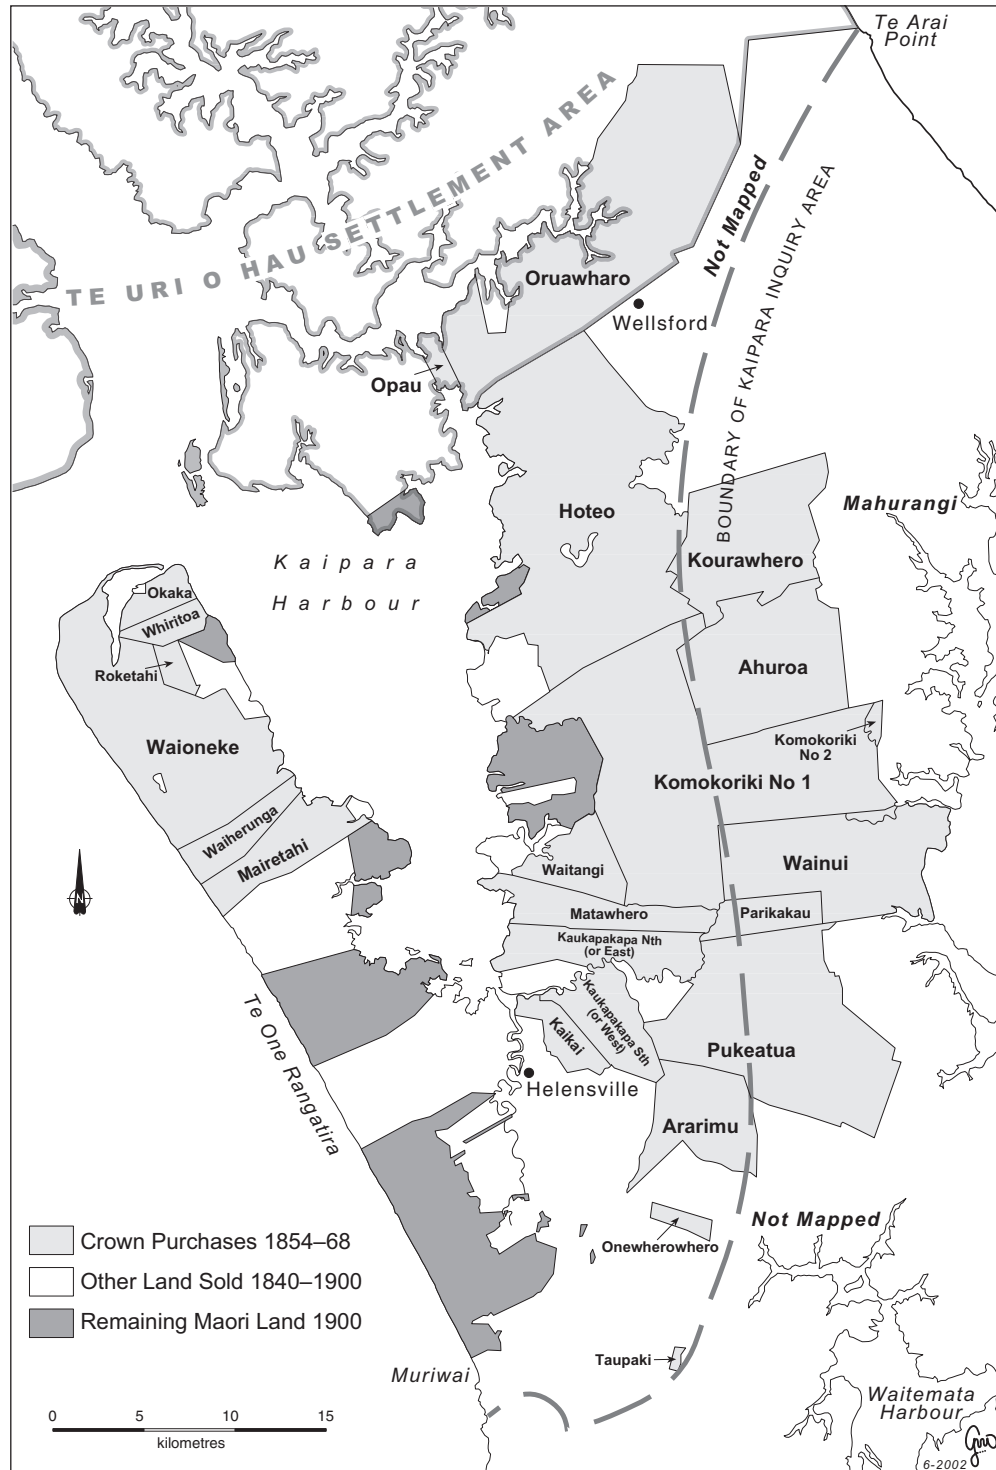 Te Arai
Point
TE URI O HAU SETTLEMENT AREA
Not Mapped
BOUNDARY OF KAIPARA INQUIRY AREA
Oruawharo
Wellsford
Opau
Hoteo
Mahurangi
Kourawhero
Kaipara
Harbour
Okaka
Whiritoa
Roketahi
Ahuroa
Komokoriki
No 2
Waioneke
Komokoriki No 1
Waiherunga
Mairetahi
Waitangi
Wainui
Matawhero
Parikakau
Kaukapakapa Nth
(or East)
Kaukapakapa Sth
(or West)
Kaikai
Te One Rangatira
Pukeatua
Helensville
Ararimu
Not Mapped
Onewherowhero
Crown Purchases 1854–68
Other Land Sold 1840–1900
Remaining Maori Land 1900
Taupaki
Muriwai
Waitemata
Harbour
N
0 5 10 15
kilometres
6-2002